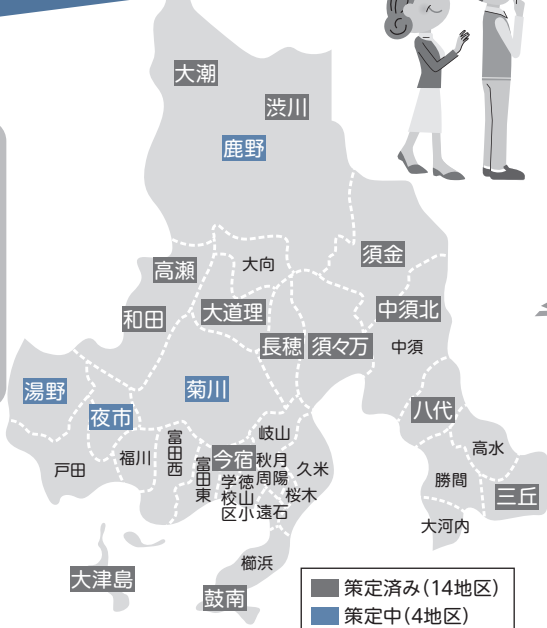 大潮
渋川
鹿野
須金
大向
高瀬
和田
大道理
中須北
長穂
須々万
中須
湯野
夜市
菊川
八代
岐山
高水
戸田
福川
富田西
富田東
今宿
秋月
周陽
久米
勝間
三丘
徳山小
学校区
桜木
遠石
大河内
櫛浜
大津島
鼓南
策定済み(14地区)
策定中(4地区)